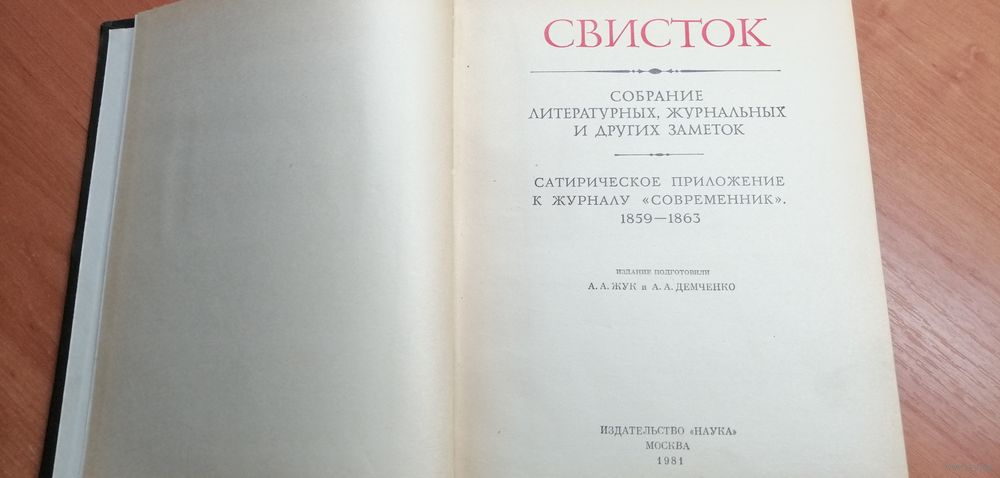 СВИСТОК
СОБРАНИЕ
ЛИТЕРАТУРНЫХ, ЖУРНАЛЬНЫХ
И ДРУГИХ ЗАМЕТОК
САТИРИЧЕСКОЕ ПРИЛОЖЕНИЕ
К ЖУРНАЛУ «СОВРЕМЕННИК».
1859—1863
ИЗДАНИЕ ПОДГОТОВИЛИ
А. А. ЖУК и А. А. ДЕМЧЕНКО
ИЗДАТЕЛЬСТВО «НАУКА»
МОСКВА
1981